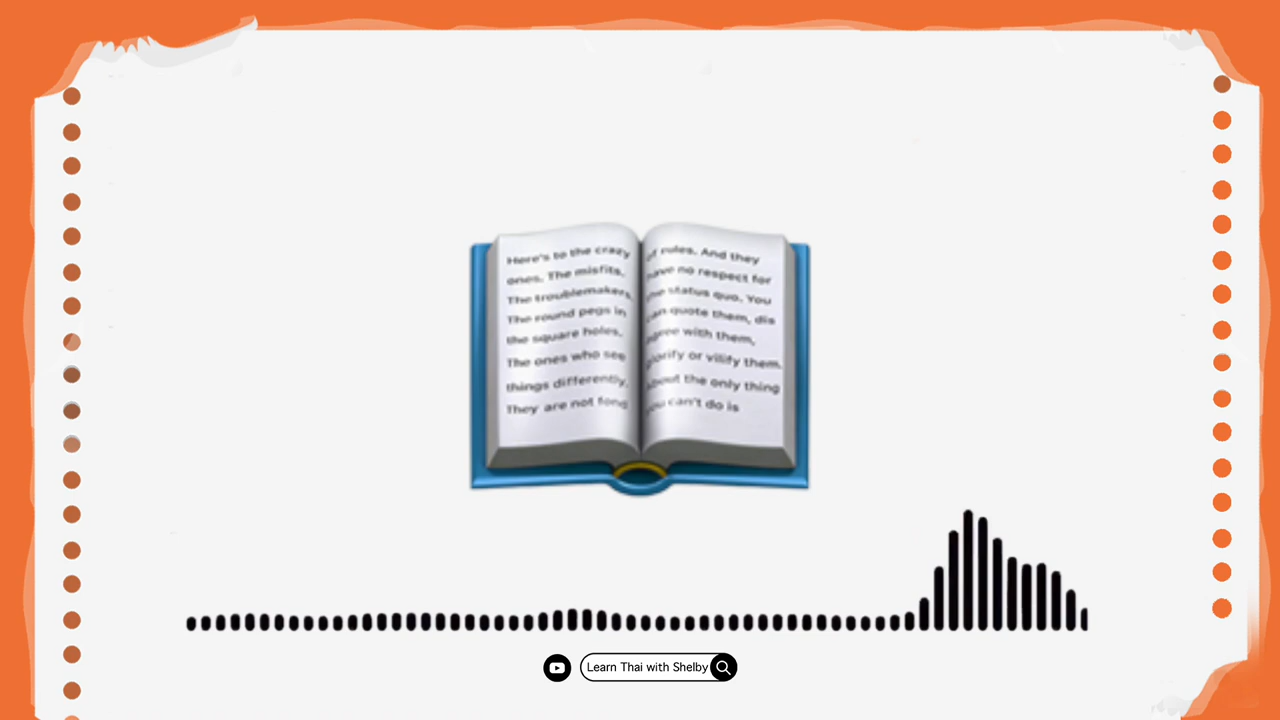 Here's to the crazy
ones. The misfits.
The troublemakers.
The round pegs in
the square holes.
The ones who see
things differently.
They are not fond
of rules. And they
have no respect for
the status quo. You
can quote them, dis
agree with them,
glorify or vilify them.
About the only thing
you can't do is
Learn Thai with Shelby